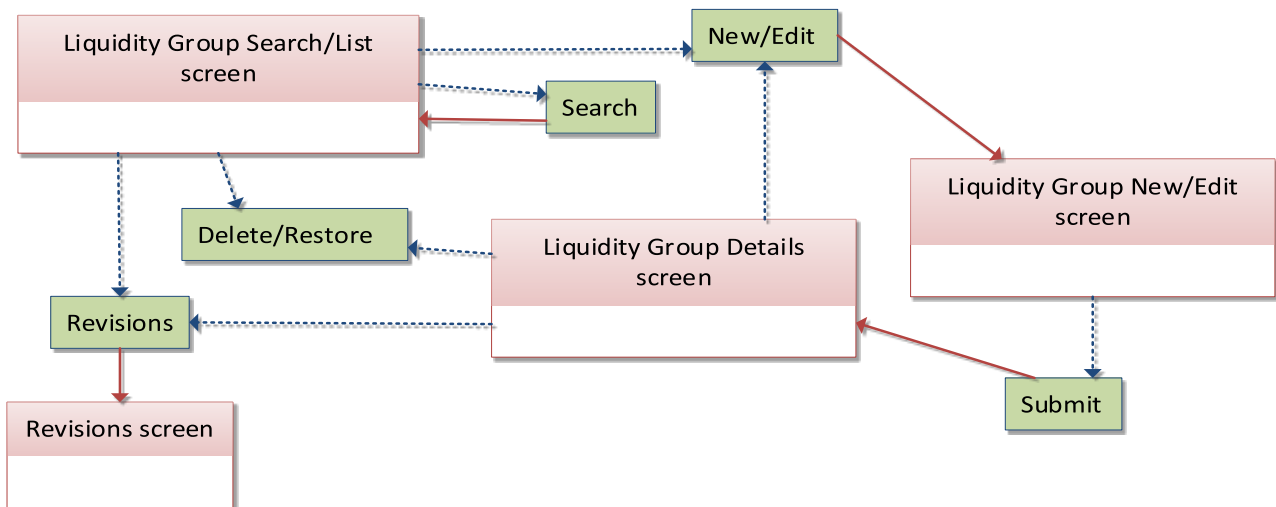 Liquidity Group Search/List
screen
New/Edit
Search
Liquidity Group New/Edit
screen
Delete/Restore
Liquidity Group Details
screen
Revisions
Submit
Revisions screen